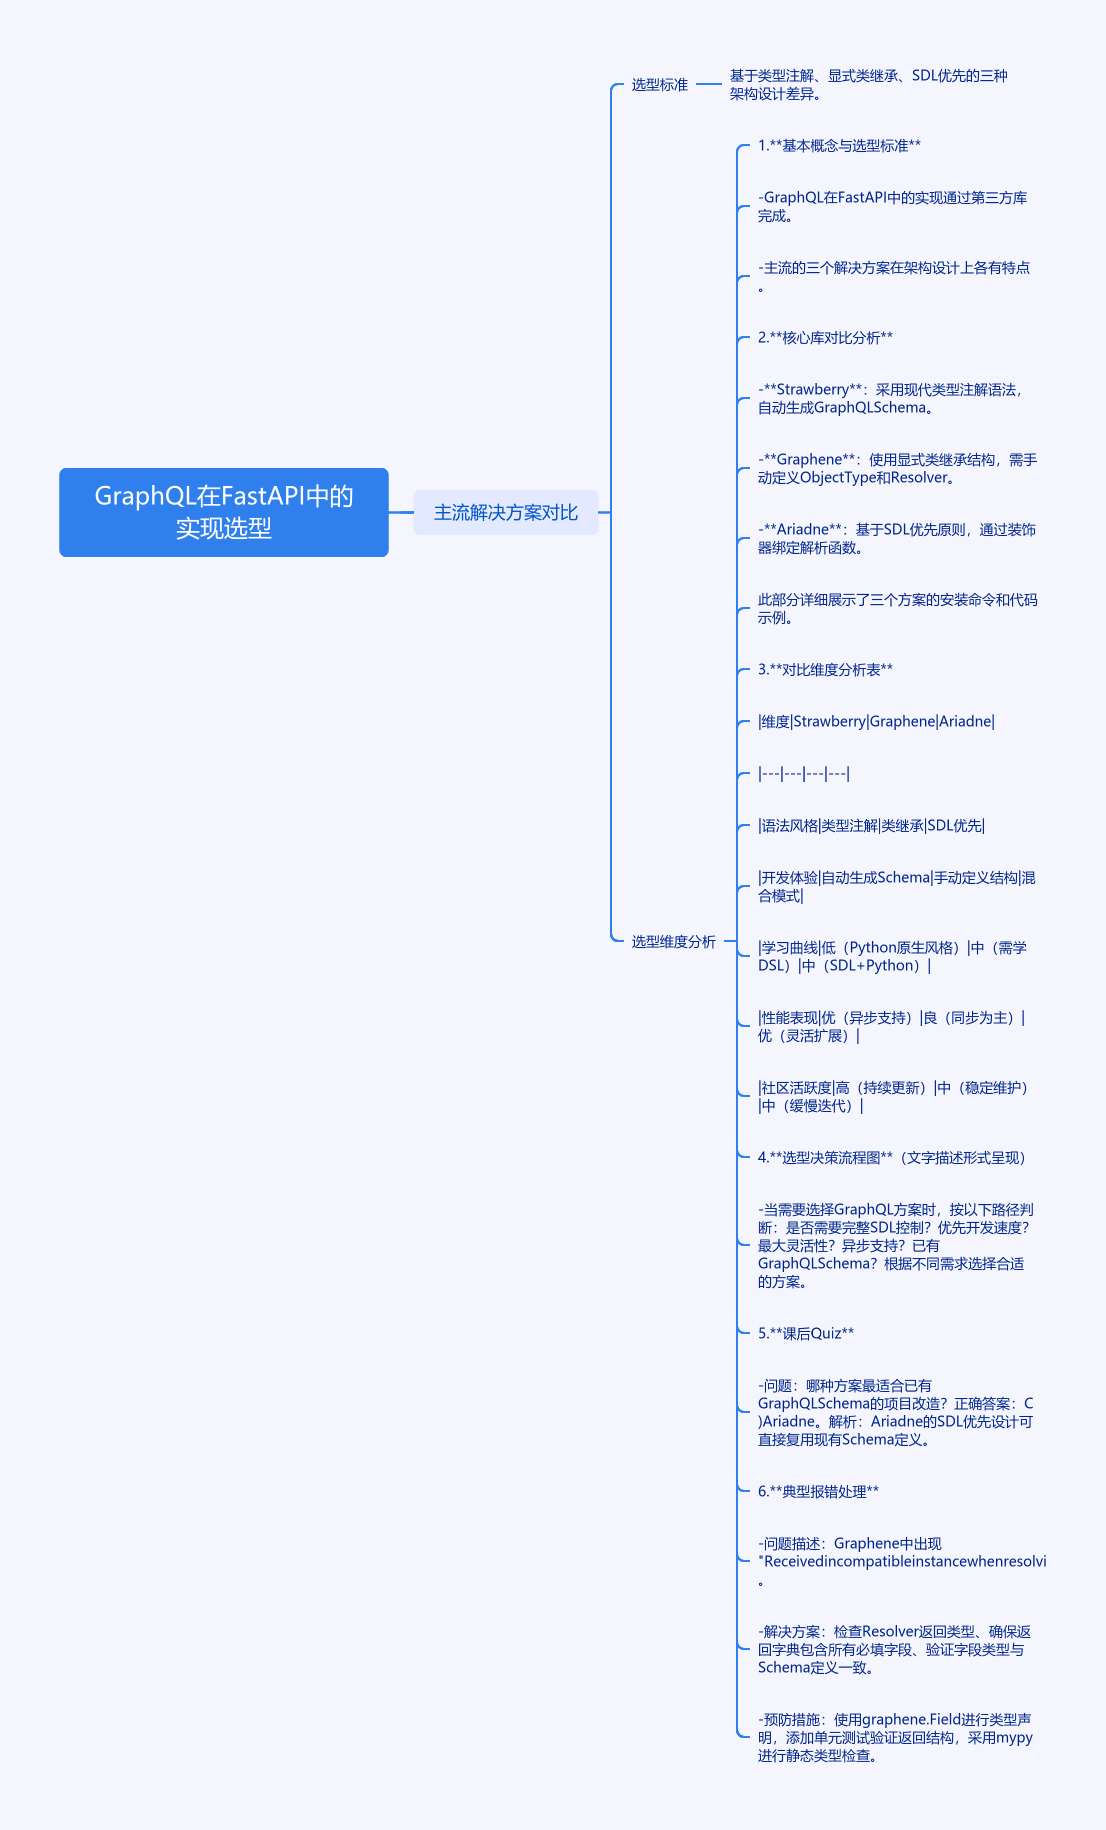 GraphQL在FastAPI中的
实现选型
主流解决方案对比
选型标准
基于类型注解、显式类继承、SDL优先的三种
架构设计差异。
选型维度分析
1.**基本概念与选型标准**
-GraphQL在FastAPI中的实现通过第三方库
完成。
-主流的三个解决方案在架构设计上各有特点
。
2.**核心库对比分析**
-**Strawberry**：采用现代类型注解语法，
自动生成GraphQLSchema。
-**Graphene**：使用显式类继承结构，需手
动定义ObjectType和Resolver。
-**Ariadne**：基于SDL优先原则，通过装饰
器绑定解析函数。
此部分详细展示了三个方案的安装命令和代码
示例。
3.**对比维度分析表**
|维度|Strawberry|Graphene|Ariadne|
|---|---|---|---|
|语法风格|类型注解|类继承|SDL优先|
|开发体验|自动生成Schema|手动定义结构|混
合模式|
|学习曲线|低（Python原生风格）|中（需学
DSL）|中（SDL+Python）|
|性能表现|优（异步支持）|良（同步为主）|
优（灵活扩展）|
|社区活跃度|高（持续更新）|中（稳定维护）
|中（缓慢迭代）|
4.**选型决策流程图**（文字描述形式呈现）
-当需要选择GraphQL方案时，按以下路径判
断：是否需要完整SDL控制？优先开发速度？
最大灵活性？异步支持？已有
GraphQLSchema？根据不同需求选择合适
的方案。
5.**课后Quiz**
-问题：哪种方案最适合已有
GraphQLSchema的项目改造？正确答案：C
)Ariadne。解析：Ariadne的SDL优先设计可
直接复用现有Schema定义。
6.**典型报错处理**
-问题描述：Graphene中出现
"Receivedincompatibleinstancewhenresolvi
。
-解决方案：检查Resolver返回类型、确保返
回字典包含所有必填字段、验证字段类型与
Schema定义一致。
-预防措施：使用graphene.Field进行类型声
明，添加单元测试验证返回结构，采用mypy
进行静态类型检查。